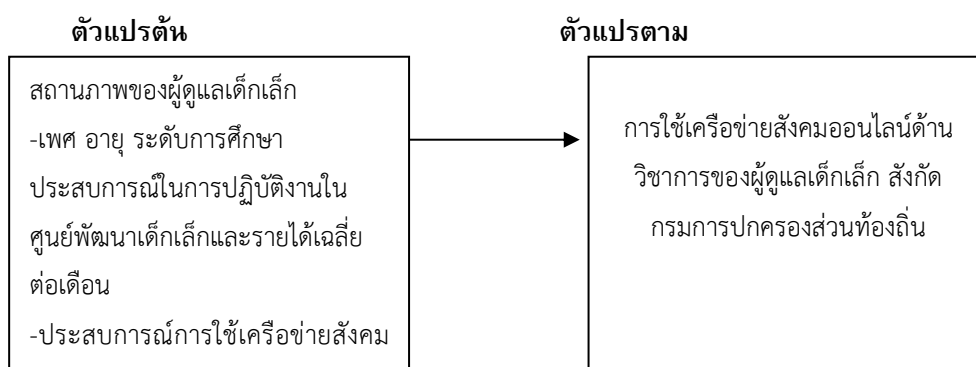 ตัวแปรต้น
ตัวแปรตาม
สถานภาพของผู้ดูแลเด็กเล็ก
-เพศ อายุ ระดับการศึกษา
ประสบการณ์ในการปฏิบัติงานใน
ศูนย์พัฒนาเด็กเล็กและรายได้เฉลี่ย
ต่อเดือน
-ประสบการณ์การใช้เครือข่ายสังคม
การใช้เครือข่ายสังคมออนไลน์ด้าน
วิชาการของผู้ดูแลเด็กเล็ก สังกัด
กรมการปกครองส่วนท้องถิ่น